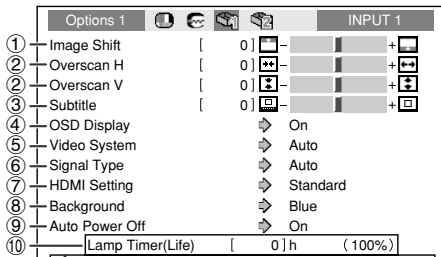 Options 1 INPUT 1
① Image Shift [ 0] − +
② Overscan H [ 0] − +
② Overscan V [ 0] − +
③ Subtitle [ 0] − +
④ OSD Display On
⑤ Video System Auto
⑥ Signal Type Auto
⑦ HDMI Setting Standard
⑧ Background Blue
⑨ Auto Power Off On
⑩ Lamp Timer(Life) [ 0] h (100%)